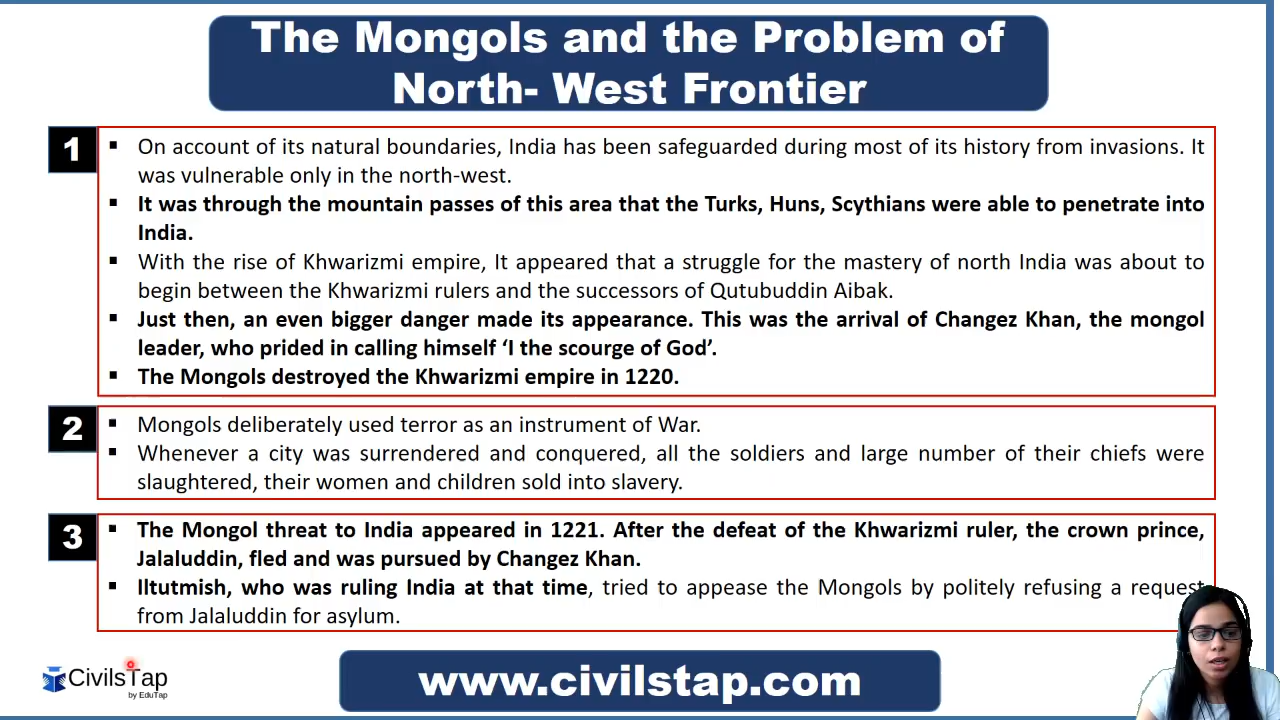 The Mongols and the Problem of
North- West Frontier
1
▪ On account of its natural boundaries, India has been safeguarded during most of its history from invasions. It
was vulnerable only in the north-west.
▪ It was through the mountain passes of this area that the Turks, Huns, Scythians were able to penetrate into
India.
▪ With the rise of Khwarizmi empire, It appeared that a struggle for the mastery of north India was about to
begin between the Khwarizmi rulers and the successors of Qutubuddin Aibak.
▪ Just then, an even bigger danger made its appearance. This was the arrival of Changez Khan, the mongol
leader, who prided in calling himself ‘I the scourge of God’.
▪ The Mongols destroyed the Khwarizmi empire in 1220.
2
▪ Mongols deliberately used terror as an instrument of War.
▪ Whenever a city was surrendered and conquered, all the soldiers and large number of their chiefs were
slaughtered, their women and children sold into slavery.
3
▪ The Mongol threat to India appeared in 1221. After the defeat of the Khwarizmi ruler, the crown prince,
Jalaluddin, fled and was pursued by Changez Khan.
▪ Iltutmish, who was ruling India at that time, tried to appease the Mongols by politely refusing a request
from Jalaluddin for asylum.
CivilsTap
by EduTap
www.civilstap.com